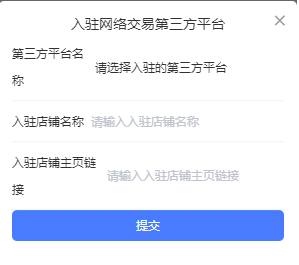 入驻网络交易第三方平台
第三方平台名
称
请选择入驻的第三方平台
入驻店铺名称 请输入入驻店铺名称
入驻店铺主页链
接
请输入入驻店铺主页链接
提交